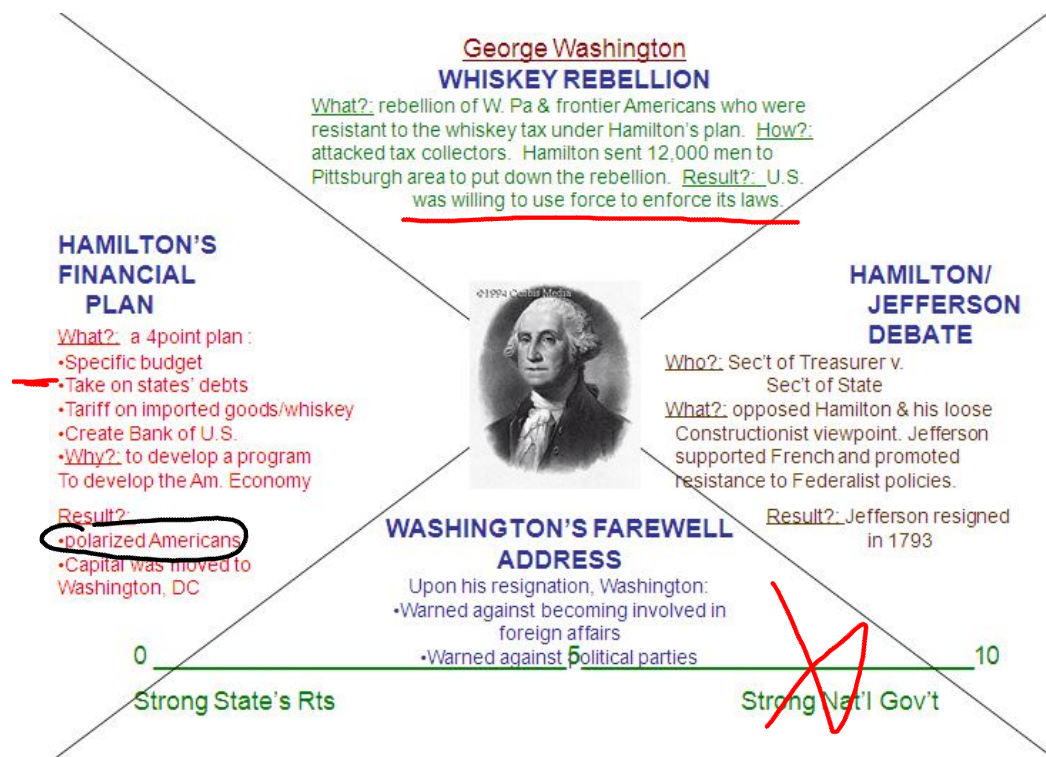 George Washington
WHISKEY REBELLION
What?: rebellion of W. Pa & frontier Americans who were
resistant to the whiskey tax under Hamilton's plan. How?:
attacked tax collectors. Hamilton sent 12,000 men to
Pittsburgh area to put down the rebellion. Result?: U.S.
was willing to use force to enforce its laws.
HAMILTON'S
FINANCIAL
PLAN
What?: a 4point plan :
•Specific budget
•Take on states' debts
•Tariff on imported goods/whiskey
•Create Bank of U.S.
•Why?: to develop a program
To develop the Am. Economy
Result?:
•polarized Americans
•Capital was moved to
Washington, DC
©1994 Corbis Media
HAMILTON/
JEFFERSON
DEBATE
Who?: Sec't of Treasurer v.
Sec't of State
What?: opposed Hamilton & his loose
Constructionist viewpoint. Jefferson
supported French and promoted
resistance to Federalist policies.
Result?: Jefferson resigned
in 1793
WASHINGTON'S FAREWELL
ADDRESS
Upon his resignation, Washington:
•Warned against becoming involved in
foreign affairs
•Warned against political parties
0 5 10
Strong State's Rts Strong Nat'l Gov't